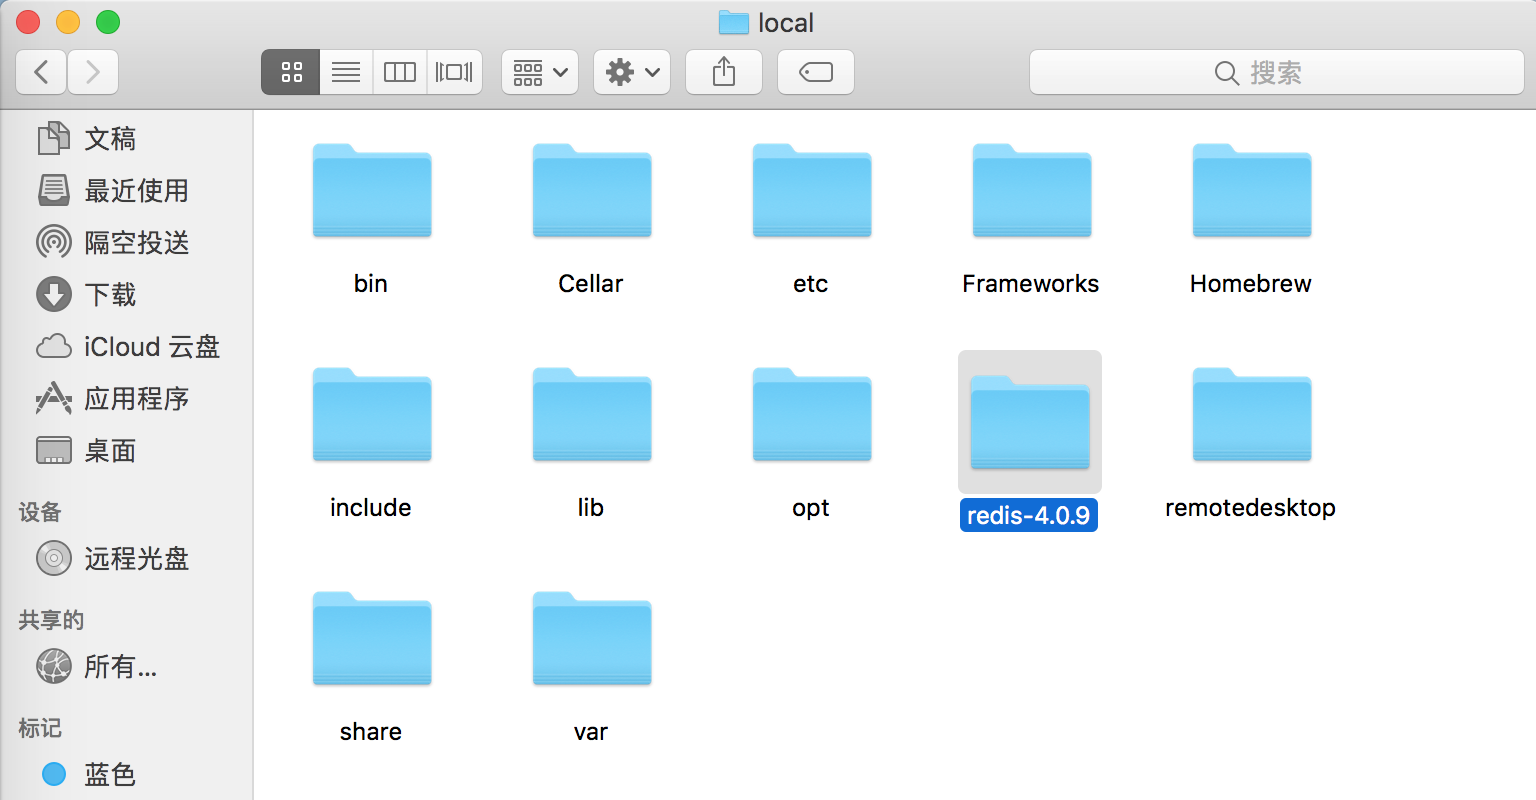 local
搜索
文稿
最近使用
隔空投送
下载
iCloud 云盘
应用程序
桌面
设备
远程光盘
共享的
所有...
标记
蓝色
bin
Cellar
etc
Frameworks
Homebrew
include
lib
opt
redis-4.0.9
remotedesktop
share
var